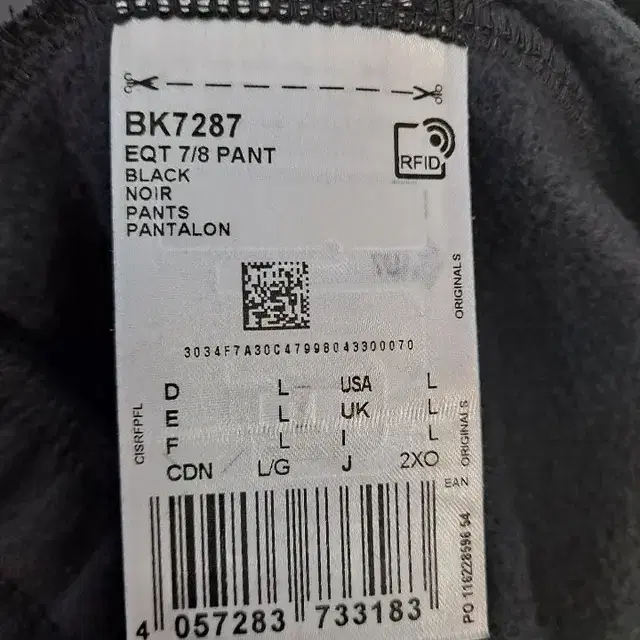 BK7287
EQT 7/8 PANT
BLACK
NOIR
PANTS
PANTALON
RFID
ORIGINALS
3034F7A30C47998043300070
CISRFPFL
D L USA L
E L UK L
F L I L
CDN L/G J 2XO
ORIGINALS
EAN
4 057283 733183
PO 116228596 54